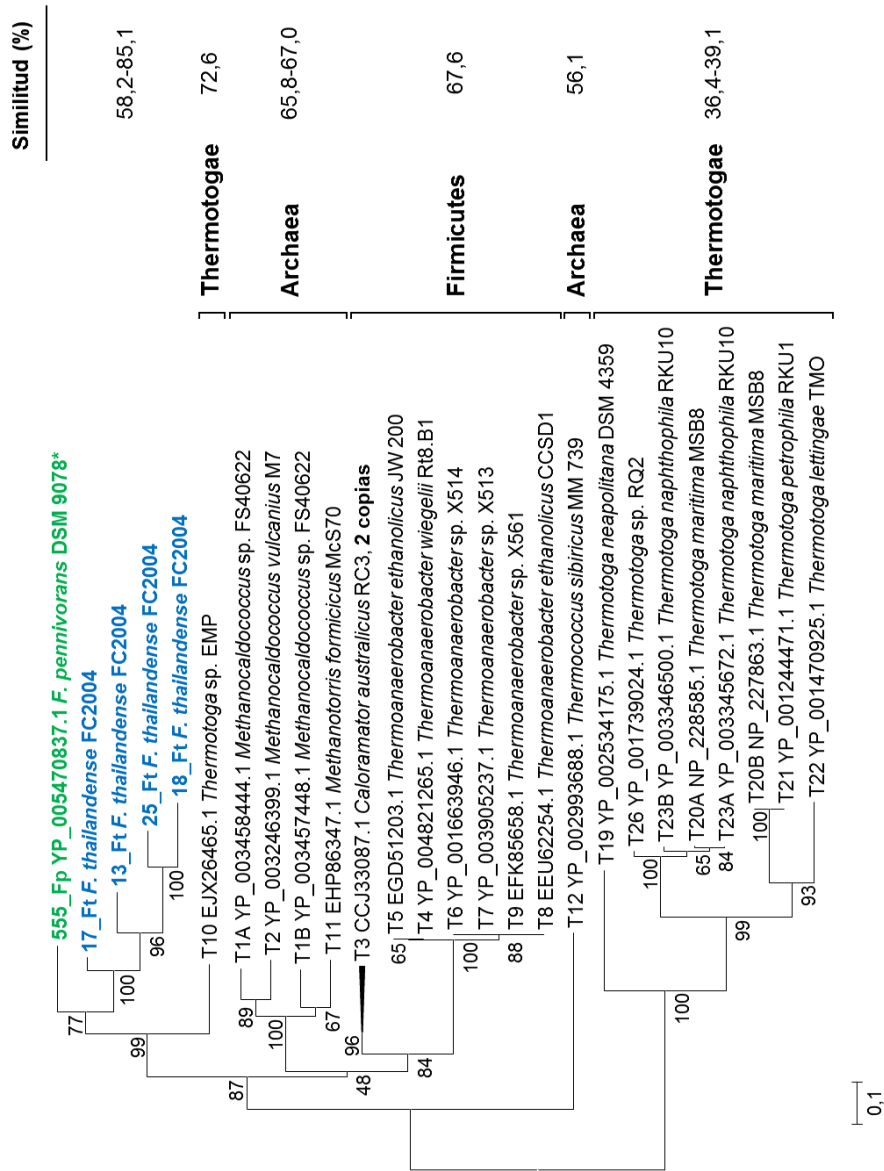 Similitud (%)
555_Fp YP_005470837.1 F. pennivorans DSM 9078*
17_Ft F. thailandense FC2004
13_Ft F. thailandense FC2004
25_Ft F. thailandense FC2004
18_Ft F. thailandense FC2004
58,2-85,1
T10 EJX26465.1 Thermotoga sp. EMP
Thermotogae
72,6
T1A YP_003458444.1 Methanocaldococcus sp. FS40622
T2 YP_003246399.1 Methanocaldococcus vulcanius M7
T1B YP_003457448.1 Methanocaldococcus sp. FS40622
T11 EHP86347.1 Methanotorris formicicus McS70
Archaea
65,8-67,0
T3 CCJ33087.1 Caloramator australicus RC3, 2 copias
T5 EGD51203.1 Thermoanaerobacter ethanolicus JW 200
T4 YP_004821265.1 Thermoanaerobacter wiegelii Rt8.B1
T6 YP_001663946.1 Thermoanaerobacter sp. X514
T7 YP_003905237.1 Thermoanaerobacter sp. X513
T9 EFK85658.1 Thermoanaerobacter sp. X561
T8 EEU62254.1 Thermoanaerobacter ethanolicus CCSD1
Firmicutes
67,6
T12 YP_002993688.1 Thermococcus sibiricus MM 739
Archaea
56,1
T19 YP_002534175.1 Thermotoga neapolitana DSM 4359
T26 YP_001739024.1 Thermotoga sp. RQ2
T23B YP_003346500.1 Thermotoga naphthophila RKU10
T20A NP_228585.1 Thermotoga maritima MSB8
T23A YP_003345672.1 Thermotoga naphthophila RKU10
T20B NP_227863.1 Thermotoga maritima MSB8
T21 YP_001244471.1 Thermotoga petrophila RKU1
T22 YP_001470925.1 Thermotoga lettingae TMO
Thermotogae
36,4-39,1
77
100
96
100
99
89
100
67
87
48
96
84
65
100
88
100
100
65
84
99
100
93
0,1